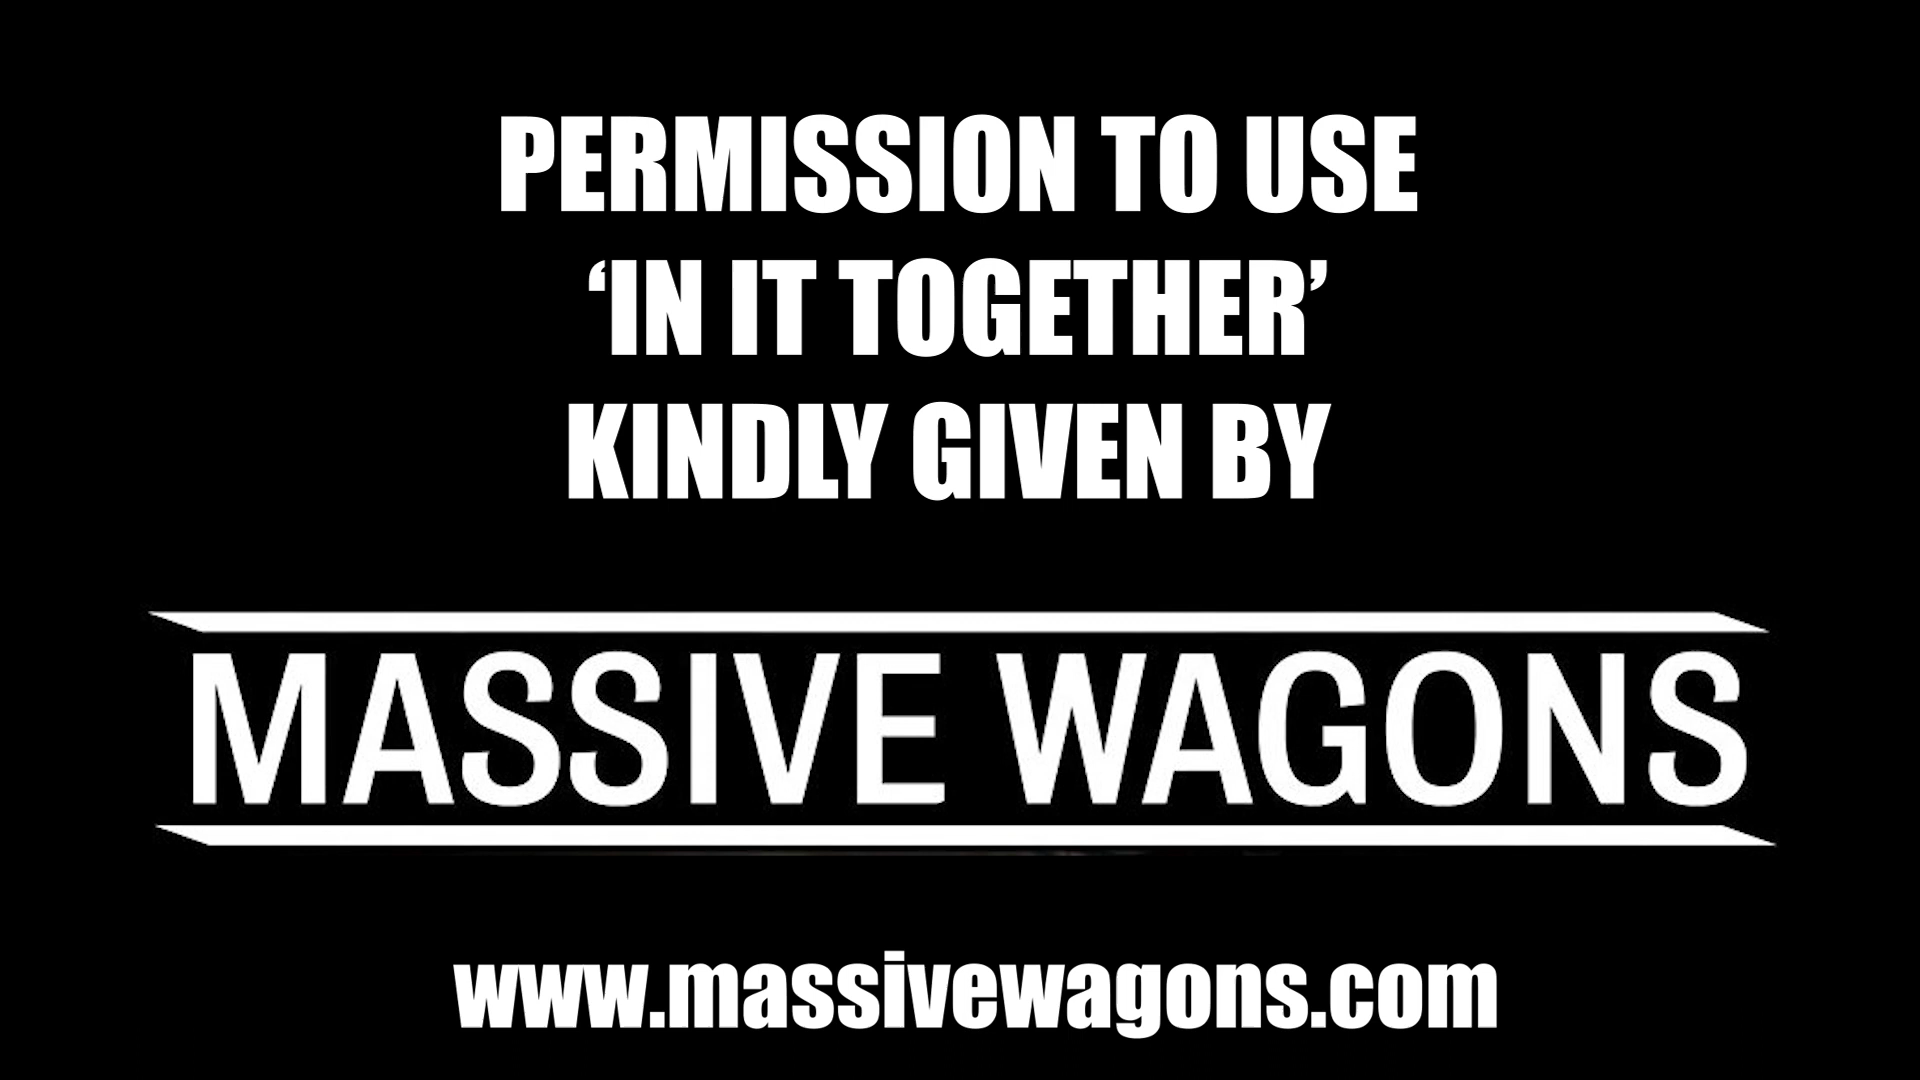 PERMISSION TO USE
‘IN IT TOGETHER’
KINDLY GIVEN BY
MASSIVE WAGONS
www.massivewagons.com